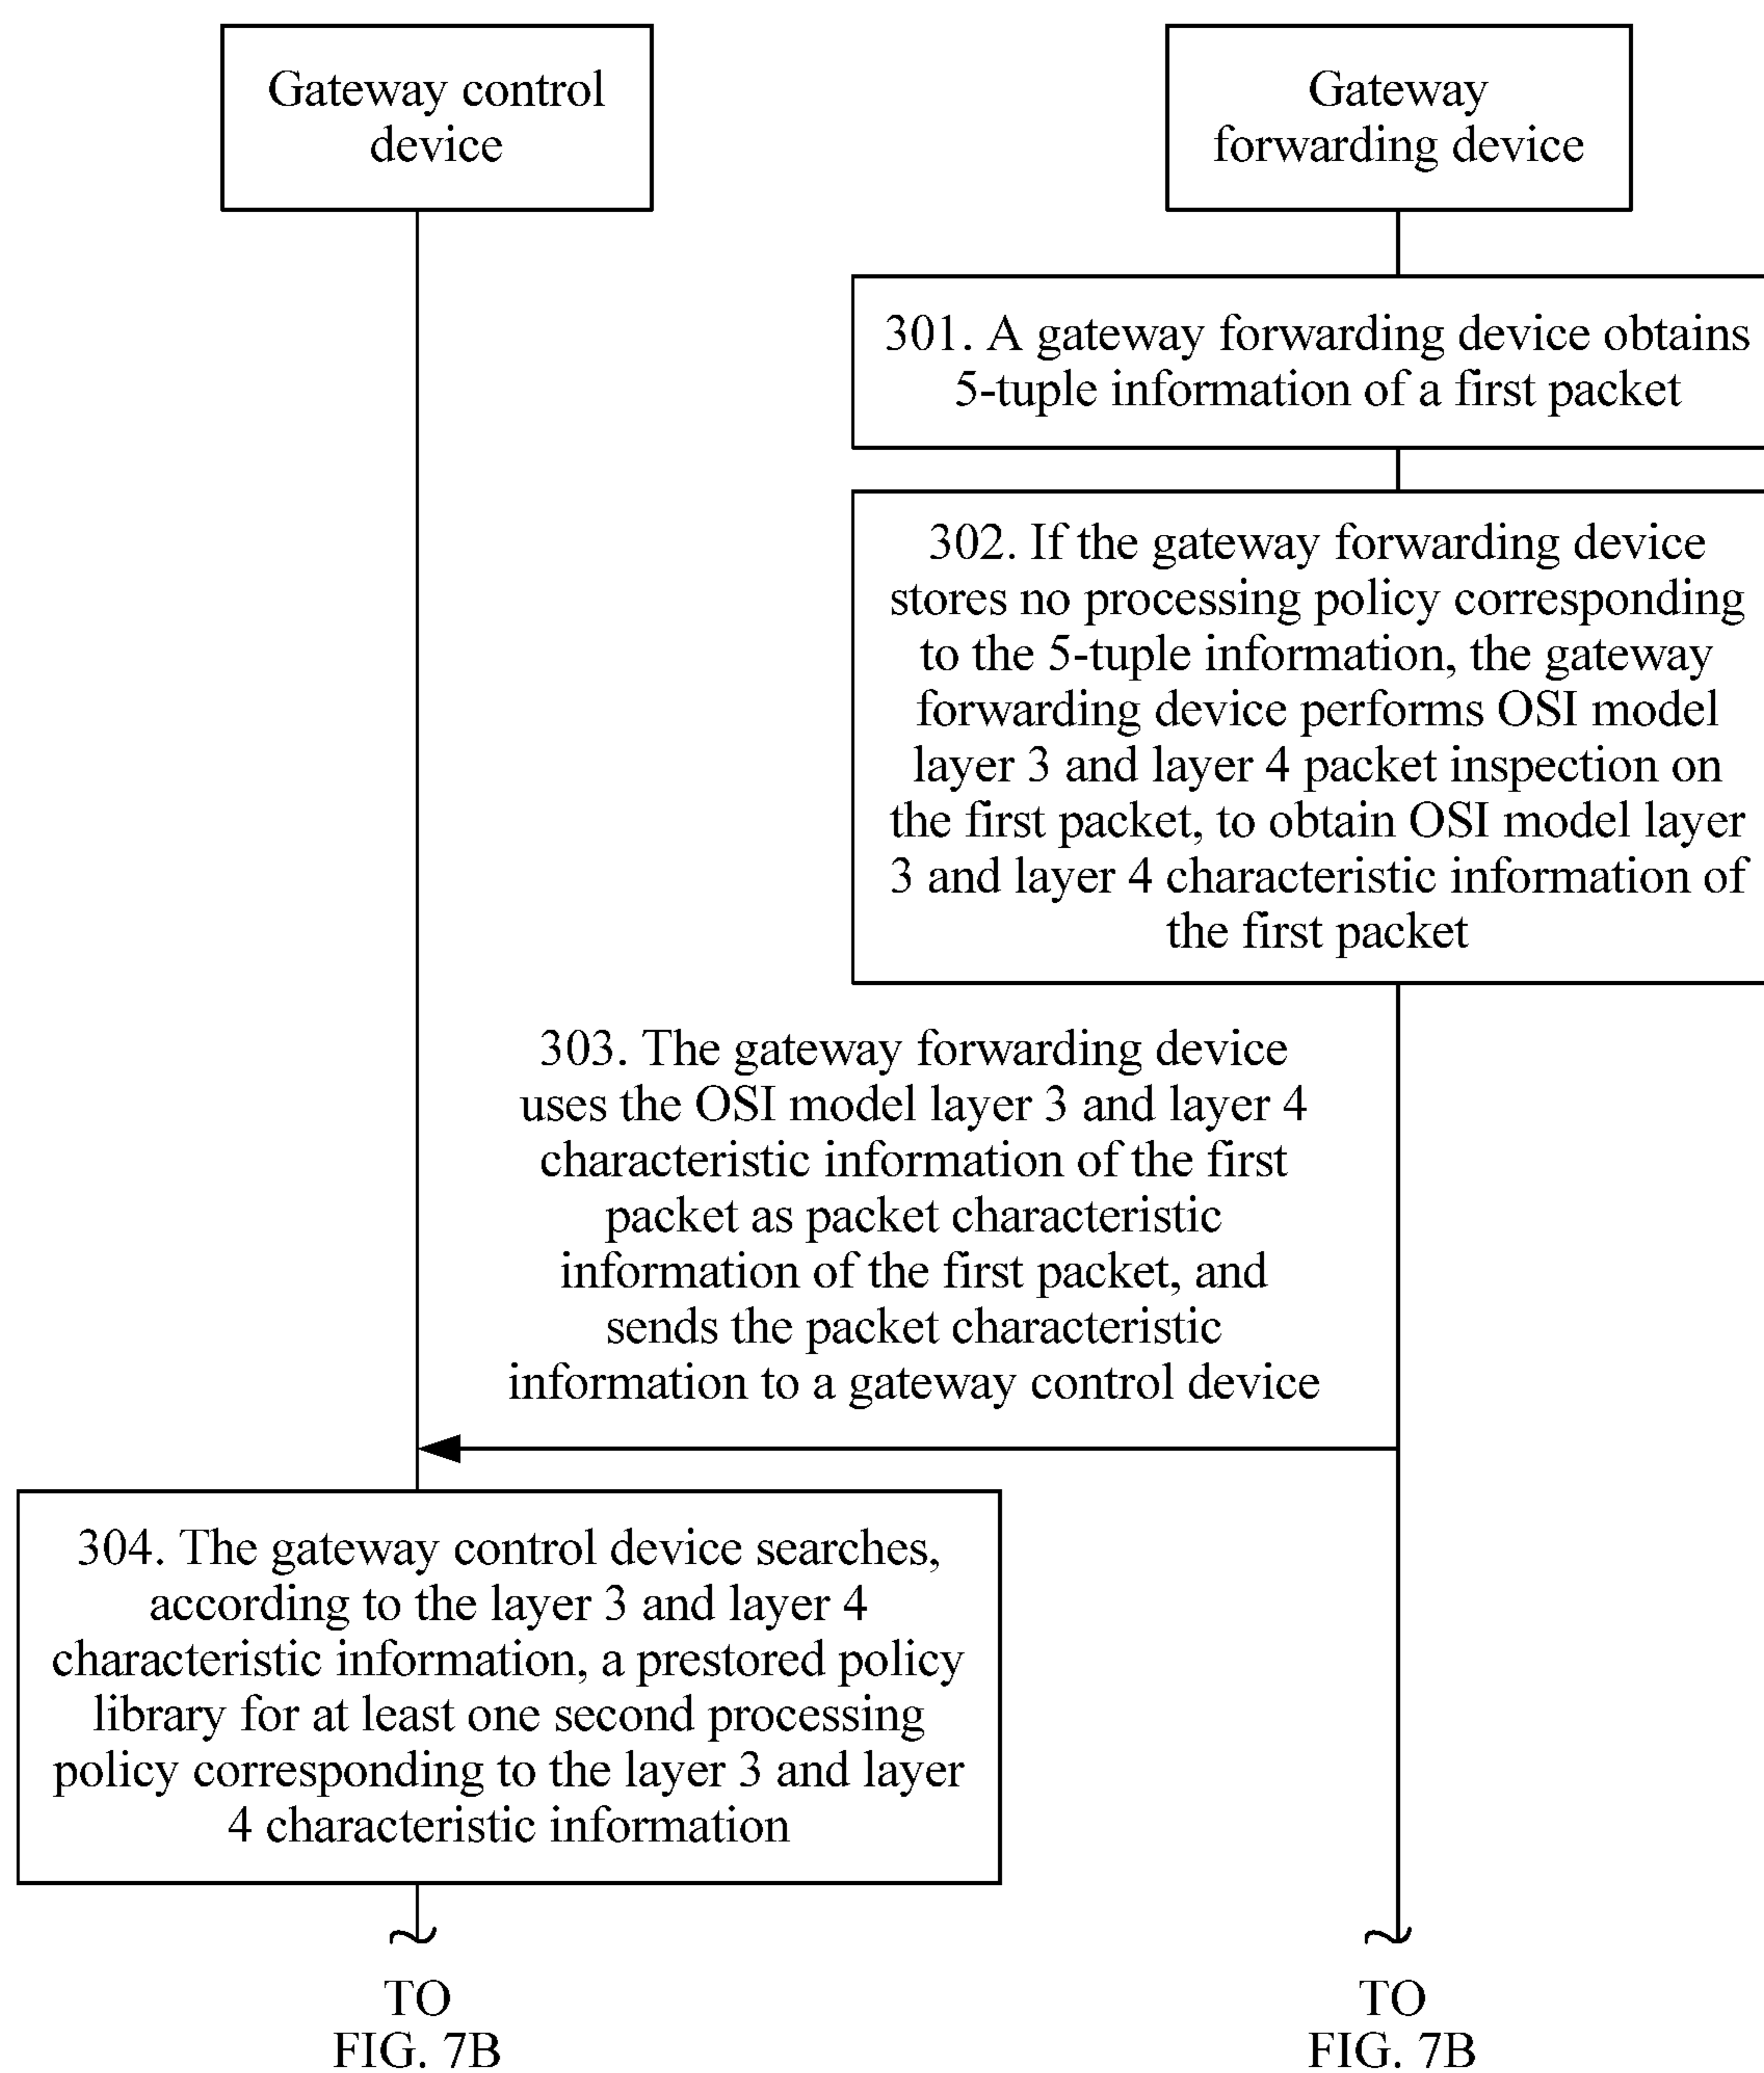 Gateway control
device
Gateway
forwarding device
301. A gateway forwarding device obtains
5-tuple information of a first packet
302. If the gateway forwarding device
stores no processing policy corresponding
to the 5-tuple information, the gateway
forwarding device performs OSI model
layer 3 and layer 4 packet inspection on
the first packet, to obtain OSI model layer
3 and layer 4 characteristic information of
the first packet
303. The gateway forwarding device
uses the OSI model layer 3 and layer 4
characteristic information of the first
packet as packet characteristic
information of the first packet, and
sends the packet characteristic
information to a gateway control device
304. The gateway control device searches,
according to the layer 3 and layer 4
characteristic information, a prestored policy
library for at least one second processing
policy corresponding to the layer 3 and layer
4 characteristic information
TO
FIG. 7B
TO
FIG. 7B